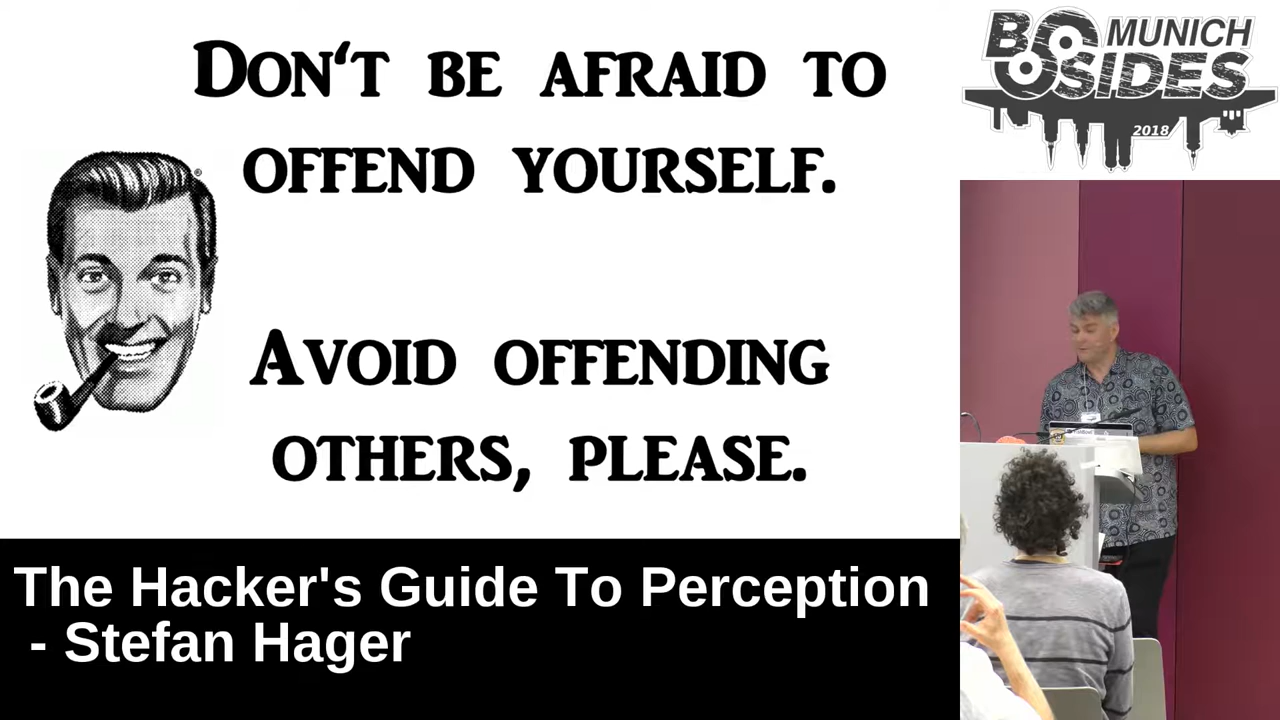 DON‘T BE AFRAID TO
OFFEND YOURSELF.
AVOID OFFENDING
OTHERS, PLEASE.
®
BSIDES MUNICH
2018
The Hacker's Guide To Perception
- Stefan Hager